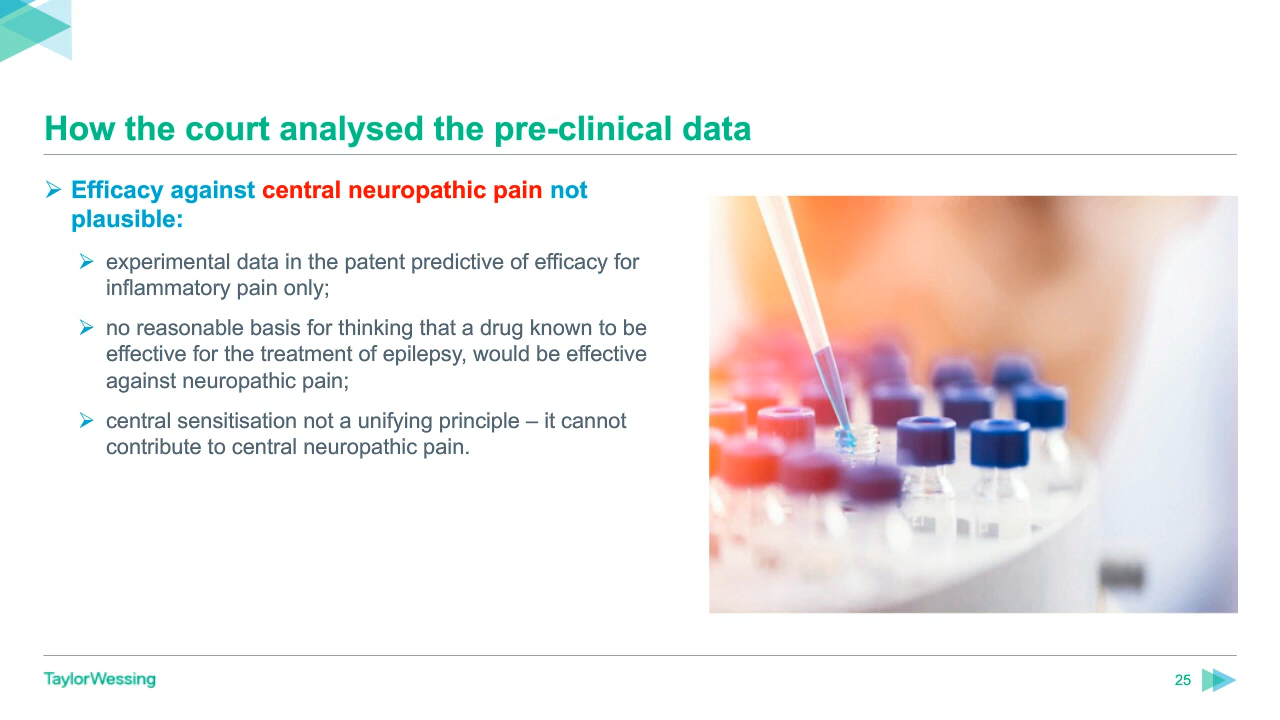 How the court analysed the pre-clinical data
Efficacy against central neuropathic pain not
plausible:
experimental data in the patent predictive of efficacy for
inflammatory pain only;
no reasonable basis for thinking that a drug known to be
effective for the treatment of epilepsy, would be effective
against neuropathic pain;
central sensitisation not a unifying principle – it cannot
contribute to central neuropathic pain.
TaylorWessing
25